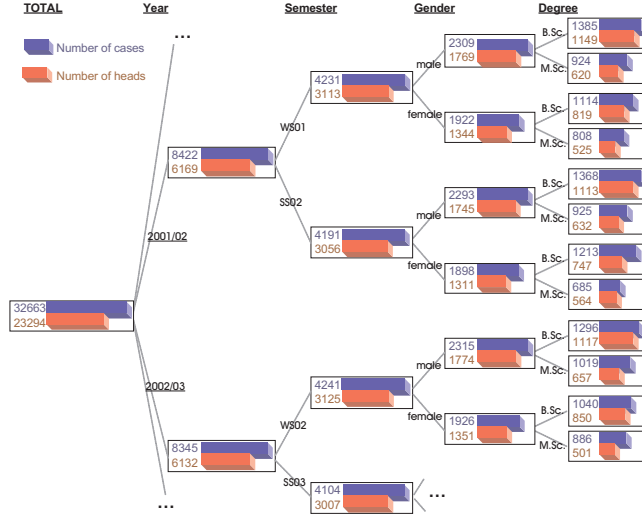 TOTAL Year Semester Gender Degree
...
Number of cases
Number of heads
2309
1769
male
B.Sc.
1385
1149
M.Sc.
924
620
4231
3113
WS01
female
1922
1344
B.Sc.
1114
819
M.Sc.
808
525
8422
6169
2001/02
SS02
4191
3056
male
2293
1745
B.Sc.
1368
1113
M.Sc.
925
632
female
1898
1311
B.Sc.
1213
747
M.Sc.
685
564
32663
23294
2002/03
8345
6132
WS02
4241
3125
male
2315
1774
B.Sc.
1296
1117
M.Sc.
1019
657
female
1926
1351
B.Sc.
1040
850
M.Sc.
886
501
SS03
4104
3007
...
...